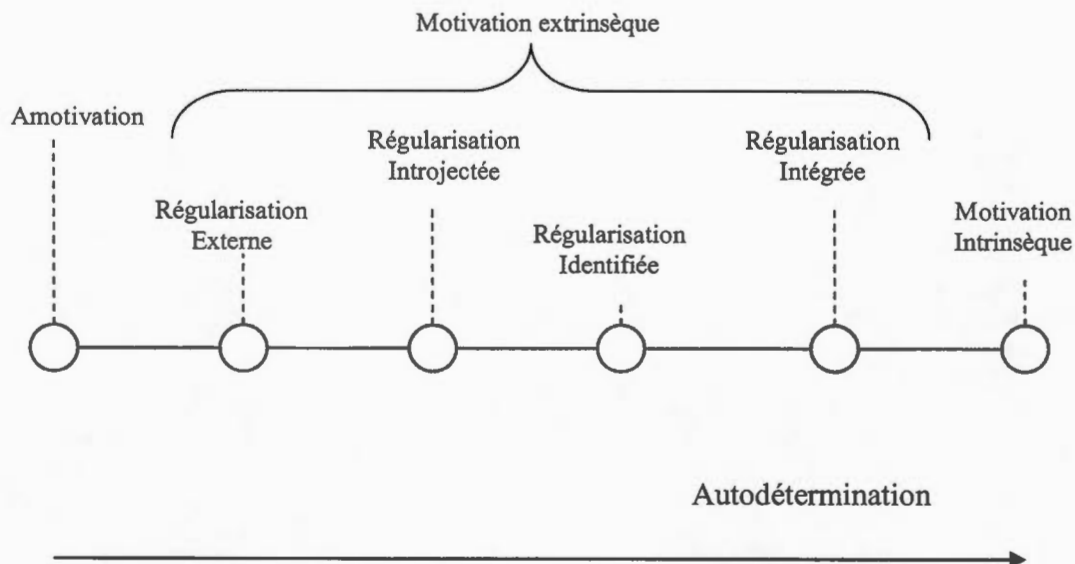 Motivation extrinsèque
Amotivation
Régularisation
Externe
Régularisation
Introjectée
Régularisation
Identifiée
Régularisation
Intégrée
Motivation
Intrinsèque
Autodétermination